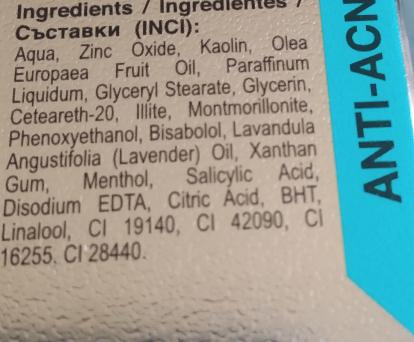 Ingredients / Ingredientes /
Съставки (INCI):
Aqua, Zinc Oxide, Kaolin, Olea
Europaea Fruit Oil, Paraffinum
Liquidum, Glyceryl Stearate, Glycerin,
Ceteareth-20, Illite, Montmorillonite,
Phenoxyethanol, Bisabolol, Lavandula
Angustifolia (Lavender) Oil, Xanthan
Gum, Menthol, Salicylic Acid,
Disodium EDTA, Citric Acid, BHT,
Linalool, CI 19140, CI 42090, CI
16255, CI 28440.
ANTI-ACN